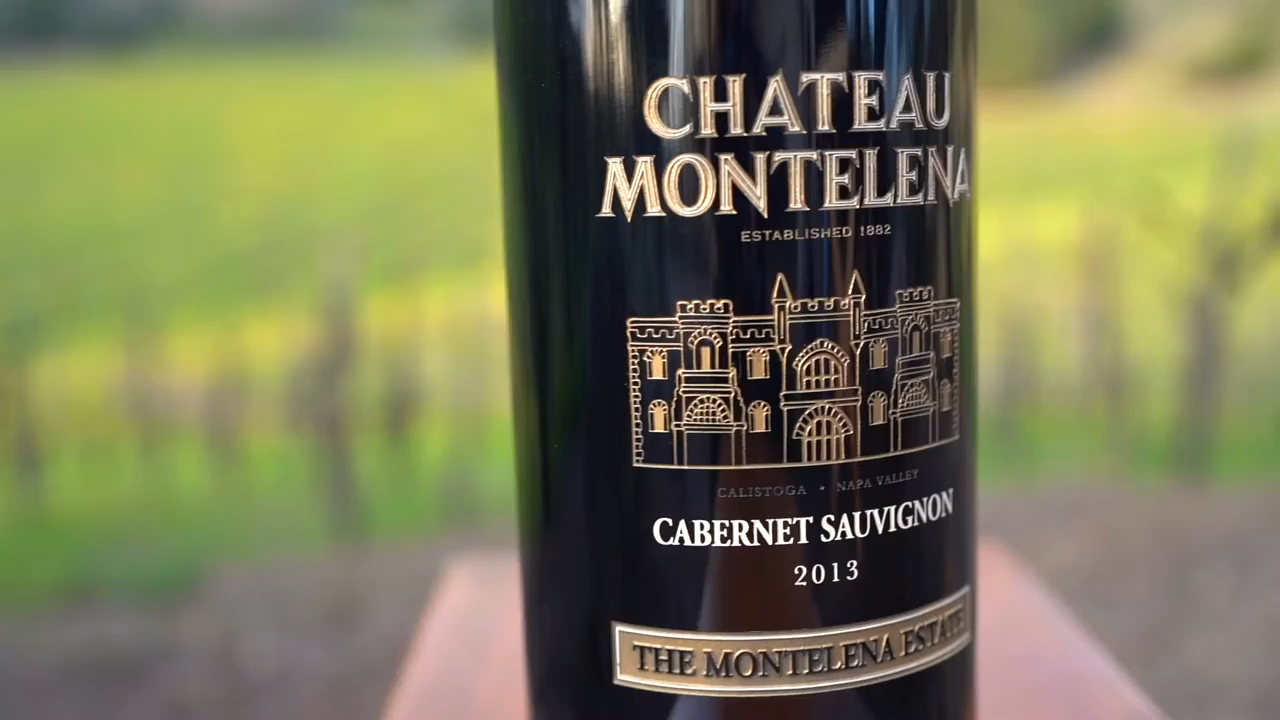 CHATEAU
MONTELENA
ESTABLISHED 1882
CALISTOGA • NAPA VALLEY
CABERNET SAUVIGNON
2013
THE MONTELENA ESTATE